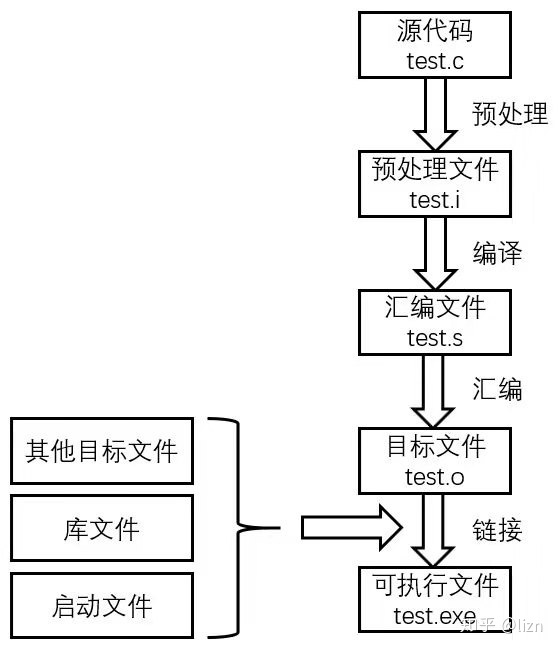 源代码
test.c
预处理
预处理文件
test.i
编译
汇编文件
test.s
汇编
目标文件
test.o
其他目标文件
库文件
启动文件
链接
可执行文件
test.exe
知乎 @lizn